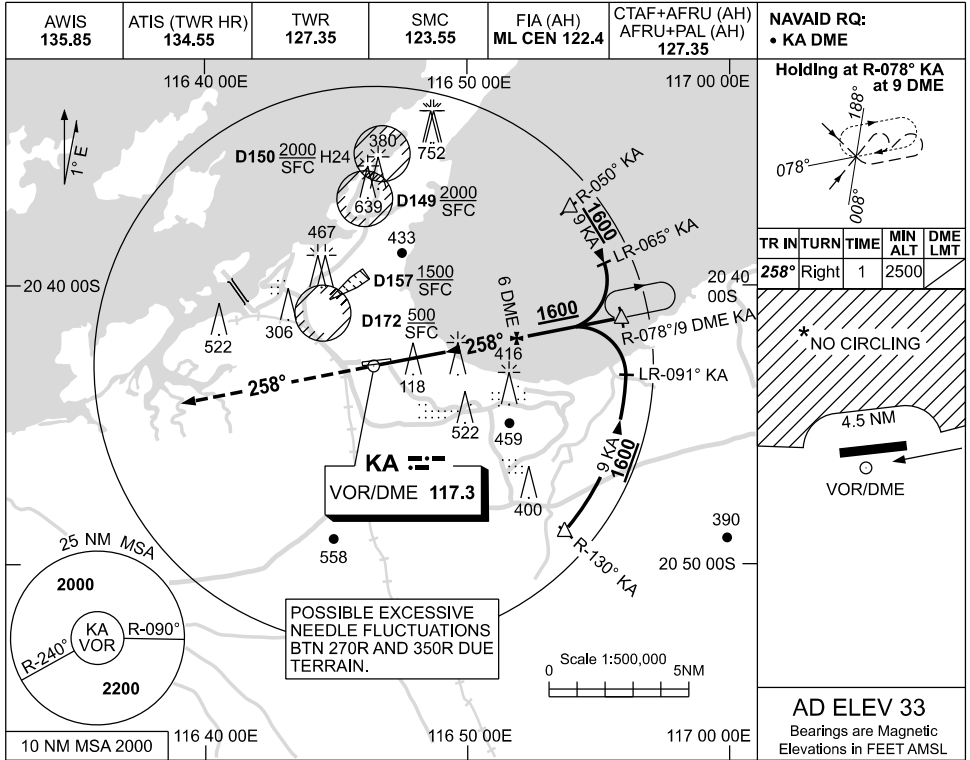 AWIS
135.85
ATIS (TWR HR)
134.55
TWR
127.35
SMC
123.55
FIA (AH)
ML CEN 122.4
CTAF+AFRU (AH)
AFRU+PAL (AH)
127.35
NAVAID RQ:
• KA DME
116 40 00E
116 50 00E
117 00 00E
1° E
D150 2000 H24
SFC
380
752
639
D149 2000
SFC
467
433
D157 1500
SFC
20 40 00S
306
522
D172 500
SFC
R-050° KA
1600
9 KA
LR-065° KA
20 40
00S
6 DME
1600
R-078°/9 DME KA
258°
416
258°
118
LR-091° KA
522
459
9 KA
1600
KA
VOR/DME 117.3
400
558
R-130° KA
390
20 50 00S
25 NM MSA
2000
KA
VOR
R-090°
R-240°
2200
10 NM MSA 2000
POSSIBLE EXCESSIVE
NEEDLE FLUCTUATIONS
BTN 270R AND 350R DUE
TERRAIN.
Scale 1:500,000
0
5NM
116 40 00E
116 50 00E
117 00 00E
Holding at R-078° KA
at 9 DME
188°
078°
008°
TR IN TURN TIME MIN ALT DME LMT
258° Right 1 2500
* NO CIRCLING
4.5 NM
VOR/DME
AD ELEV 33
Bearings are Magnetic
Elevations in FEET AMSL